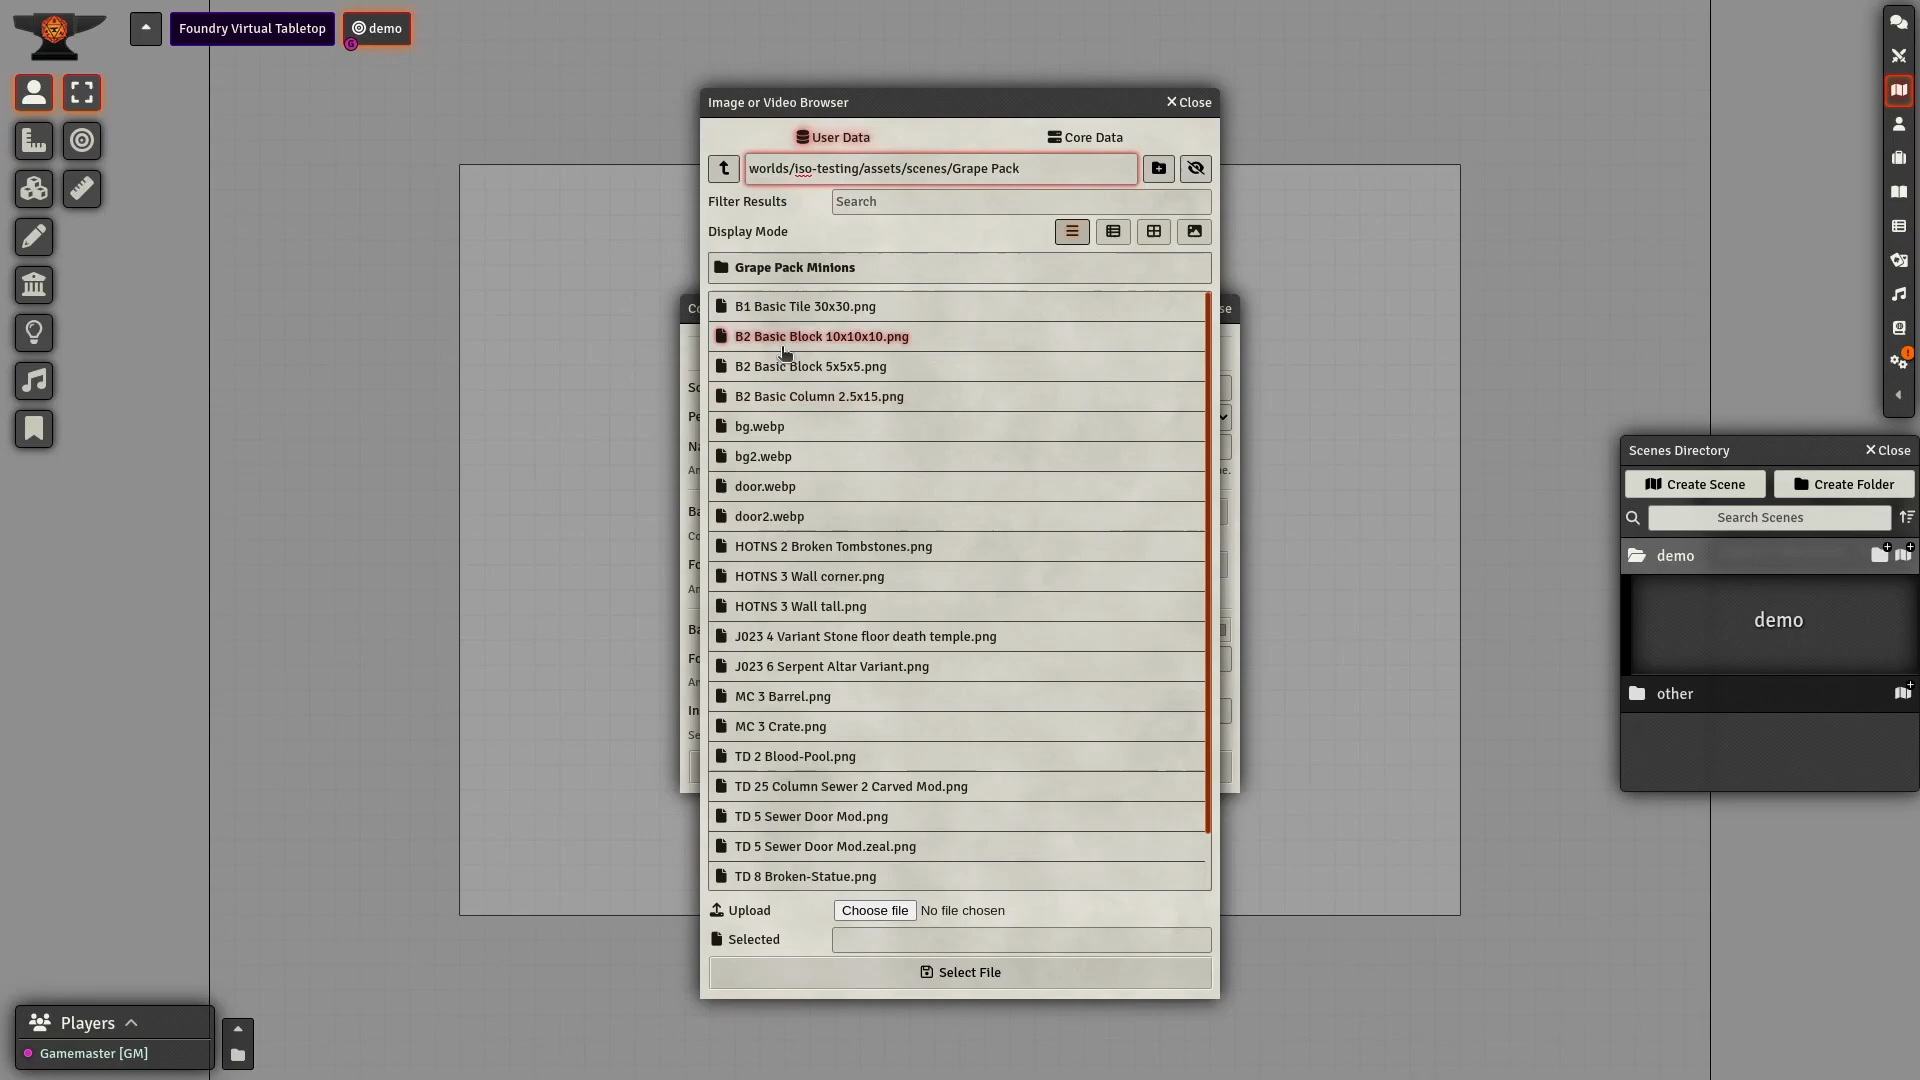 Foundry Virtual Tabletop
demo
G
Image or Video Browser
Close
User Data
Core Data
worlds/iso-testing/assets/scenes/Grape Pack
Filter Results
Search
Display Mode
Grape Pack Minions
B1 Basic Tile 30x30.png
B2 Basic Block 10x10x10.png
B2 Basic Block 5x5x5.png
B2 Basic Column 2.5x15.png
bg.webp
bg2.webp
door.webp
door2.webp
HOTNS 2 Broken Tombstones.png
HOTNS 3 Wall corner.png
HOTNS 3 Wall tall.png
J023 4 Variant Stone floor death temple.png
J023 6 Serpent Altar Variant.png
MC 3 Barrel.png
MC 3 Crate.png
TD 2 Blood-Pool.png
TD 25 Column Sewer 2 Carved Mod.png
TD 5 Sewer Door Mod.png
TD 5 Sewer Door Mod.zeal.png
TD 8 Broken-Statue.png
Upload
Choose file No file chosen
Selected
Select File
Scenes Directory
Close
Create Scene
Create Folder
Search Scenes
demo
demo
other
Players
Gamemaster [GM]